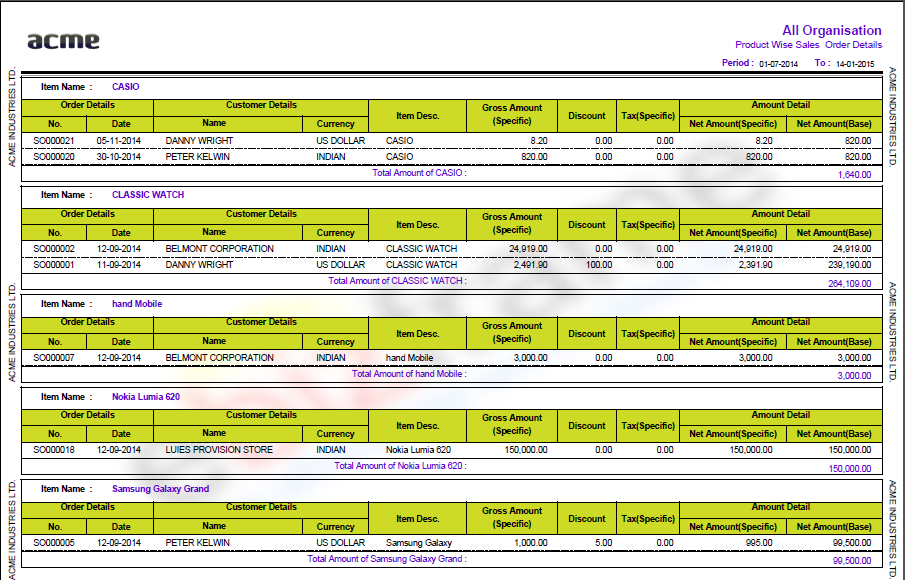 acme
All Organisation
Product Wise Sales Order Details
Period : 01-07-2014 To : 14-01-2015
ACME INDUSTRIES LTD.
ACME INDUSTRIES LTD.
Item Name : CASIO
Order Details Customer Details Item Desc. Gross Amount (Specific) Discount Tax(Specific) Amount Detail
No. Date Name Currency Net Amount(Specific) Net Amount(Base)
SO000021 05-11-2014 DANNY WRIGHT US DOLLAR CASIO 8.20 0.00 0.00 8.20 820.00
SO000020 30-10-2014 PETER KELWIN INDIAN CASIO 820.00 0.00 0.00 820.00 820.00
Total Amount of CASIO : 1,640.00
Item Name : CLASSIC WATCH
Order Details Customer Details Item Desc. Gross Amount (Specific) Discount Tax(Specific) Amount Detail
No. Date Name Currency Net Amount(Specific) Net Amount(Base)
SO000002 12-09-2014 BELMONT CORPORATION INDIAN CLASSIC WATCH 24,919.00 0.00 0.00 24,919.00 24,919.00
SO000001 11-09-2014 DANNY WRIGHT US DOLLAR CLASSIC WATCH 2,491.90 100.00 0.00 2,391.90 239,190.00
Total Amount of CLASSIC WATCH : 264,109.00
ACME INDUSTRIES LTD.
ACME INDUSTRIES LTD.
Item Name : hand Mobile
Order Details Customer Details Item Desc. Gross Amount (Specific) Discount Tax(Specific) Amount Detail
No. Date Name Currency Net Amount(Specific) Net Amount(Base)
SO000007 12-09-2014 BELMONT CORPORATION INDIAN hand Mobile 3,000.00 0.00 0.00 3,000.00 3,000.00
Total Amount of hand Mobile : 3,000.00
Item Name : Nokia Lumia 620
Order Details Customer Details Item Desc. Gross Amount (Specific) Discount Tax(Specific) Amount Detail
No. Date Name Currency Net Amount(Specific) Net Amount(Base)
SO000018 12-09-2014 LUIES PROVISION STORE INDIAN Nokia Lumia 620 150,000.00 0.00 0.00 150,000.00 150,000.00
Total Amount of Nokia Lumia 620 : 150,000.00
ACME INDUSTRIES LTD.
ACME INDUSTRIES LTD.
Item Name : Samsung Galaxy Grand
Order Details Customer Details Item Desc. Gross Amount (Specific) Discount Tax(Specific) Amount Detail
No. Date Name Currency Net Amount(Specific) Net Amount(Base)
SO000005 12-09-2014 PETER KELWIN US DOLLAR Samsung Galaxy 1,000.00 5.00 0.00 995.00 99,500.00
Total Amount of Samsung Galaxy Grand : 99,500.00